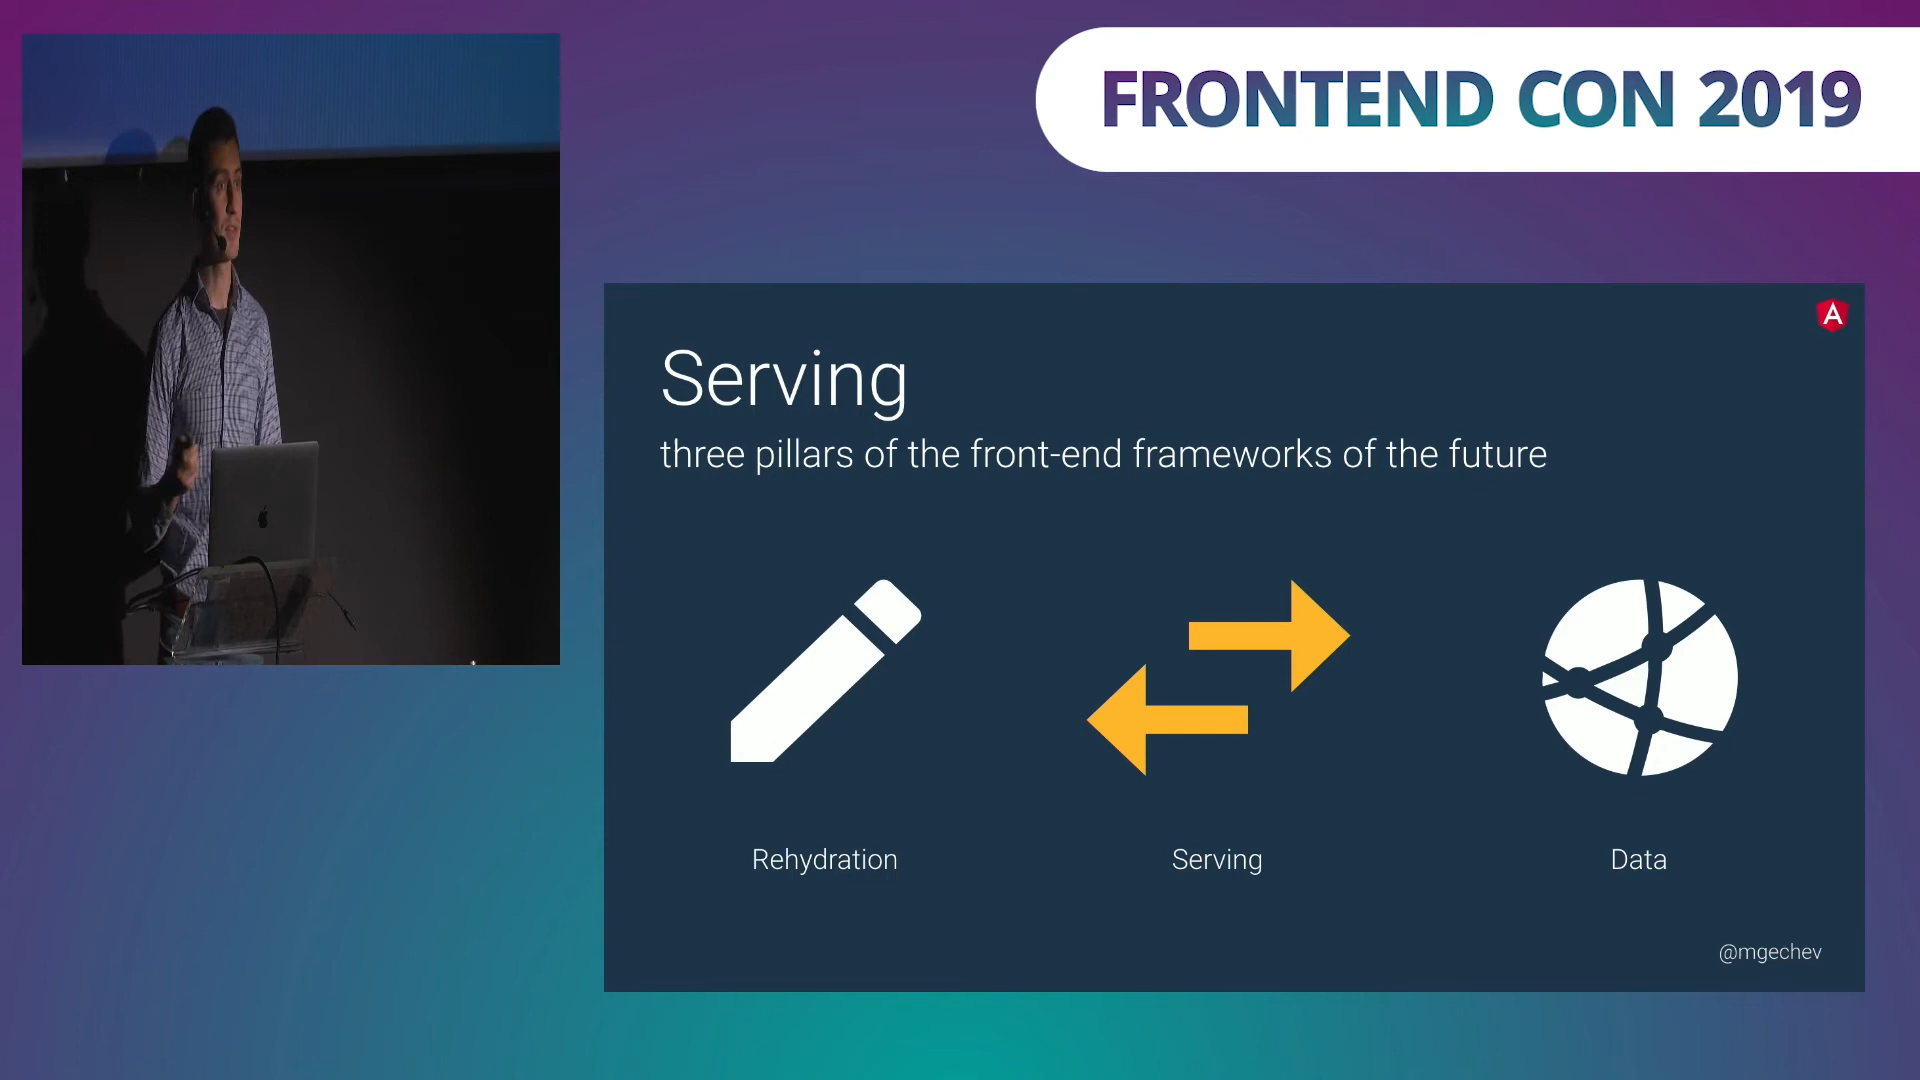 FRONTEND CON 2019
A
Serving
three pillars of the front-end frameworks of the future
Rehydration
Serving
Data
@mgechev